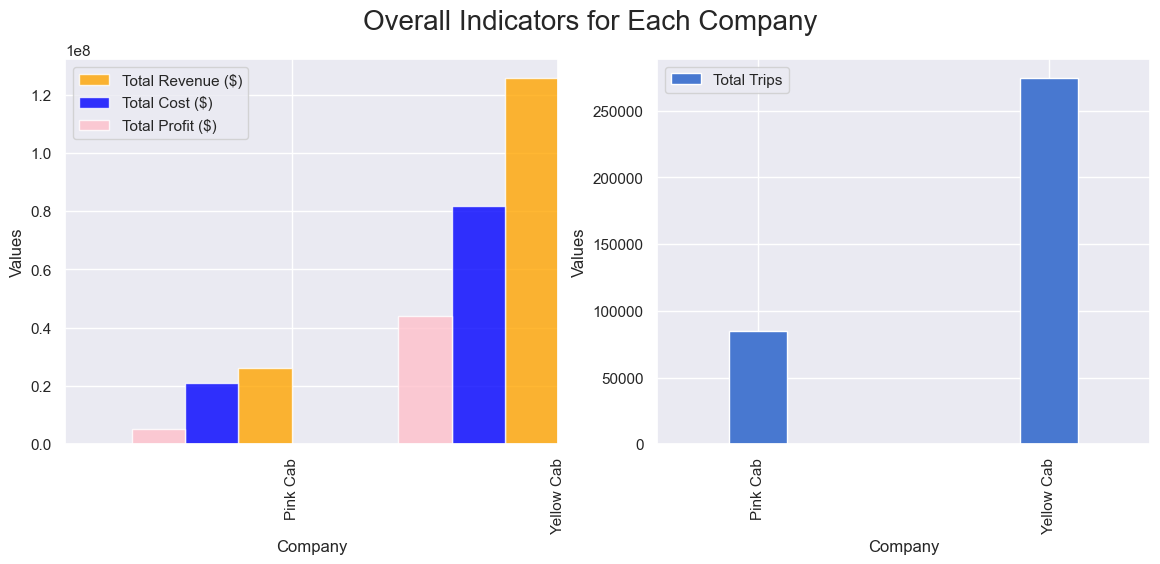 Overall Indicators for Each Company
1e8
Total Revenue ($)
Total Cost ($)
Total Profit ($)
1.2
1.0
0.8
0.6
0.4
0.2
0.0
Values
Pink Cab
Yellow Cab
Company
Total Trips
250000
200000
150000
100000
50000
0
Values
Pink Cab
Yellow Cab
Company